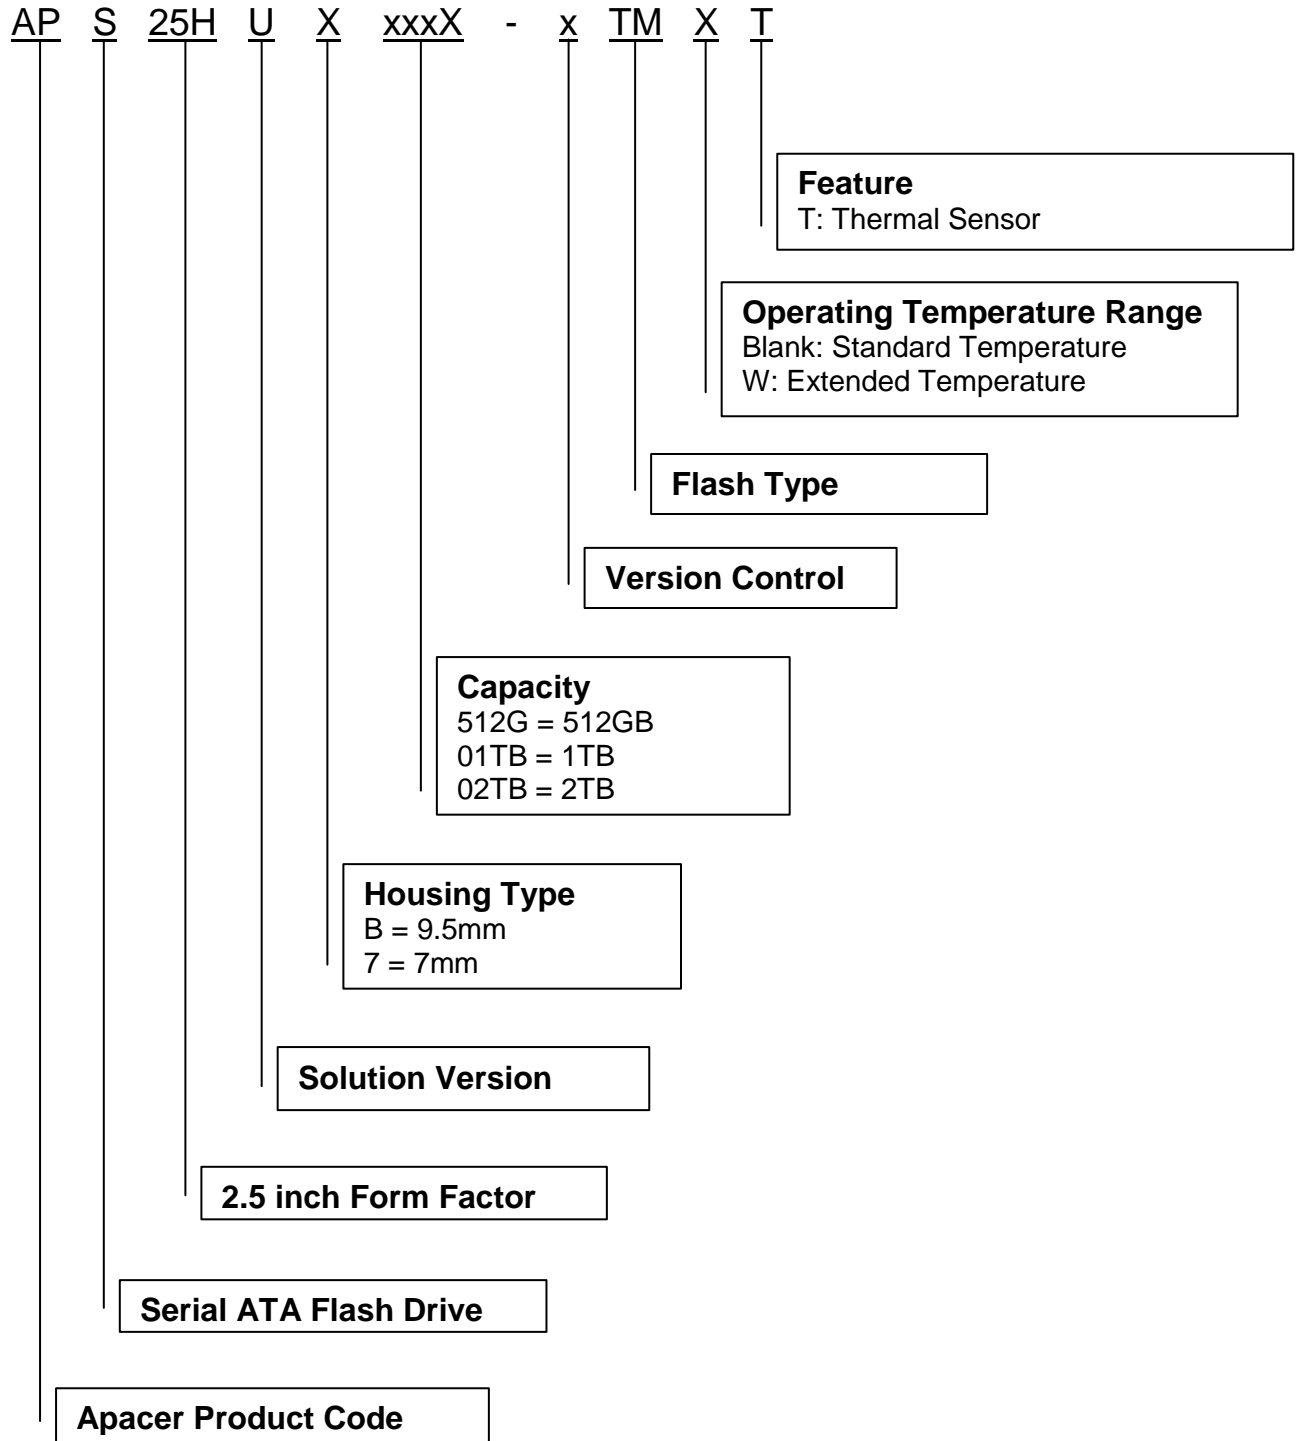 AP S 25H U X xxxX - x TM X T
Feature
T: Thermal Sensor
Operating Temperature Range
Blank: Standard Temperature
W: Extended Temperature
Flash Type
Version Control
Capacity
512G = 512GB
01TB = 1TB
02TB = 2TB
Housing Type
B = 9.5mm
7 = 7mm
Solution Version
2.5 inch Form Factor
Serial ATA Flash Drive
Apacer Product Code